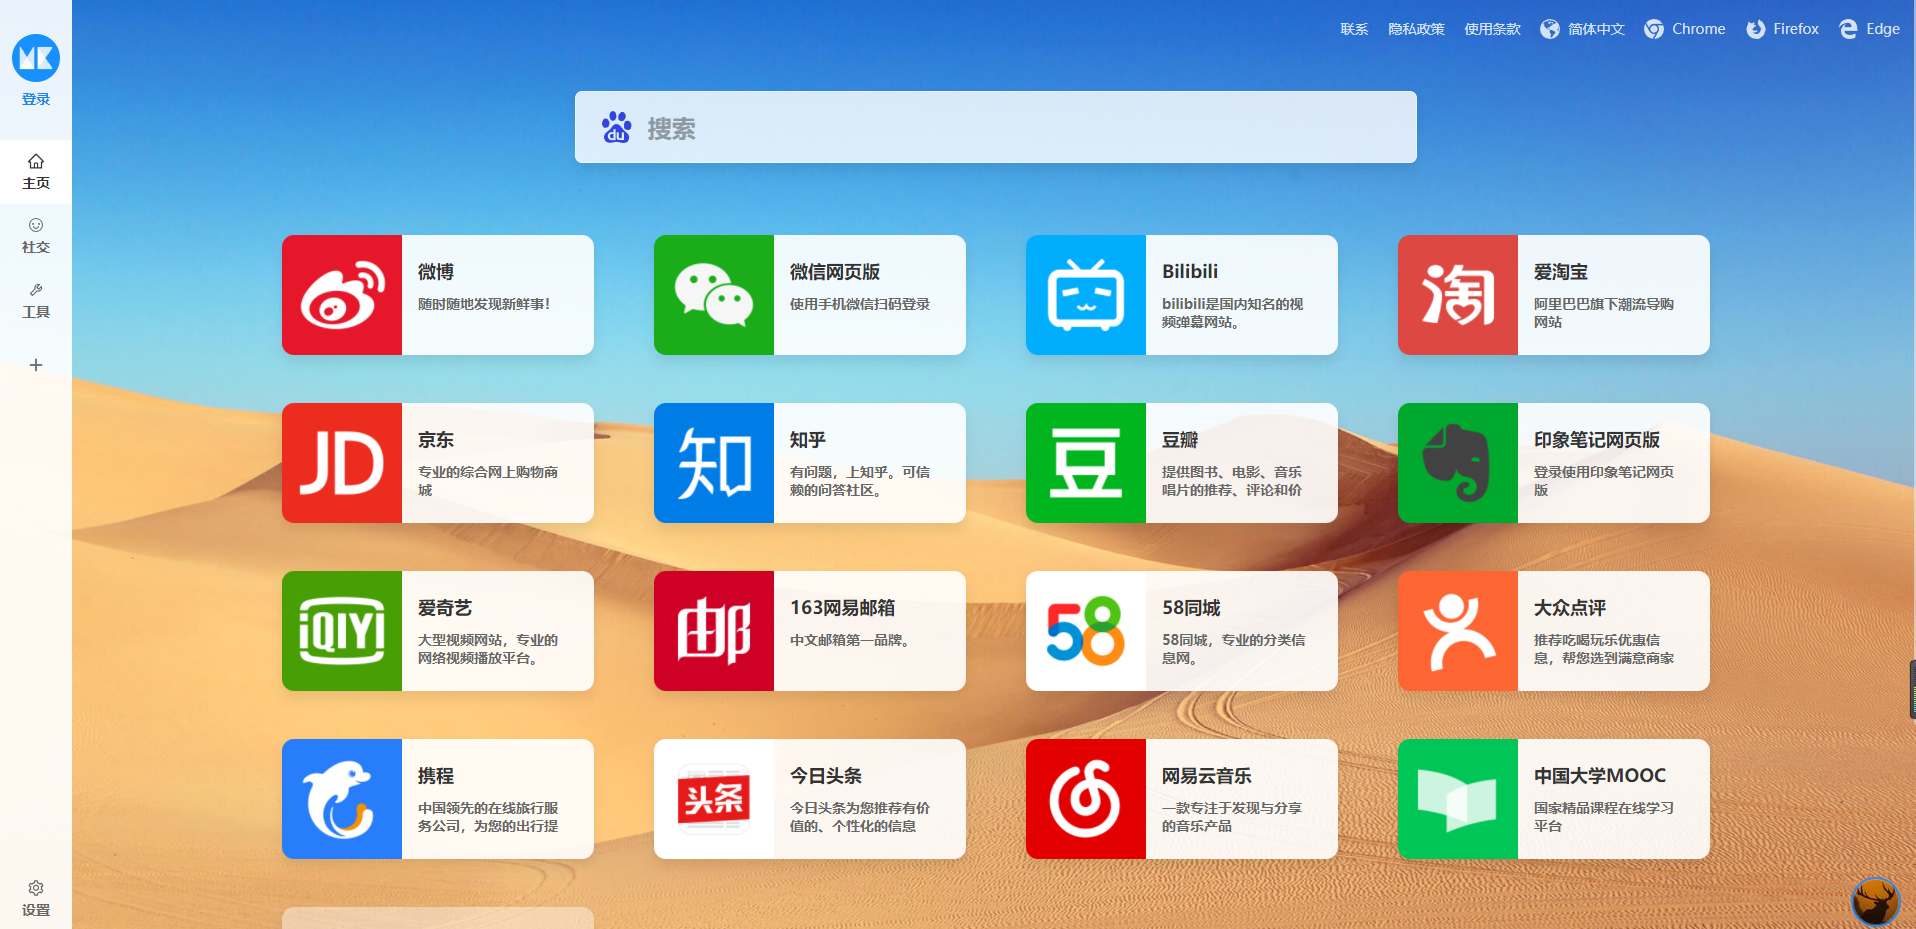 联系 隐私政策 使用条款 简体中文 Chrome Firefox Edge
MK
登录
主页
社交
工具
设置
du 搜索
微博
随时随地发现新鲜事!
微信网页版
使用手机微信扫码登录
Bilibili
bilibili是国内知名的视
频弹幕网站。
淘
爱淘宝
阿里巴巴旗下潮流导购
网站
JD
京东
专业的综合网上购物商
城
知
知乎
有问题，上知乎。可信
赖的问答社区。
豆
豆瓣
提供图书、电影、音乐
唱片的推荐、评论和价
印象笔记网页版
登录使用印象笔记网页
版
iQIYI
爱奇艺
大型视频网站，专业的
网络视频播放平台。
邮
163网易邮箱
中文邮箱第一品牌。
58
58同城
58同城，专业的分类信
息网。
大众点评
推荐吃喝玩乐优惠信
息，帮您选到满意商家
携程
中国领先的在线旅行服
务公司，为您的出行提
头条
今日头条
今日头条为您推荐有价
值的、个性化的信息
网易云音乐
一款专注于发现与分享
的音乐产品
中国大学MOOC
国家精品课程在线学习
平台